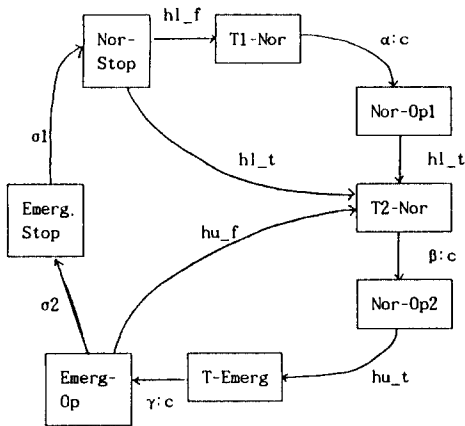 Nor-
Stop
hl_f
T1-Nor
α:c
Nor-Op1
hl_t
hl_t
σ1
T2-Nor
Emerg.
Stop
hu_f
β:c
Nor-Op2
σ2
hu_t
T-Emerg
γ:c
Emerg-
Op